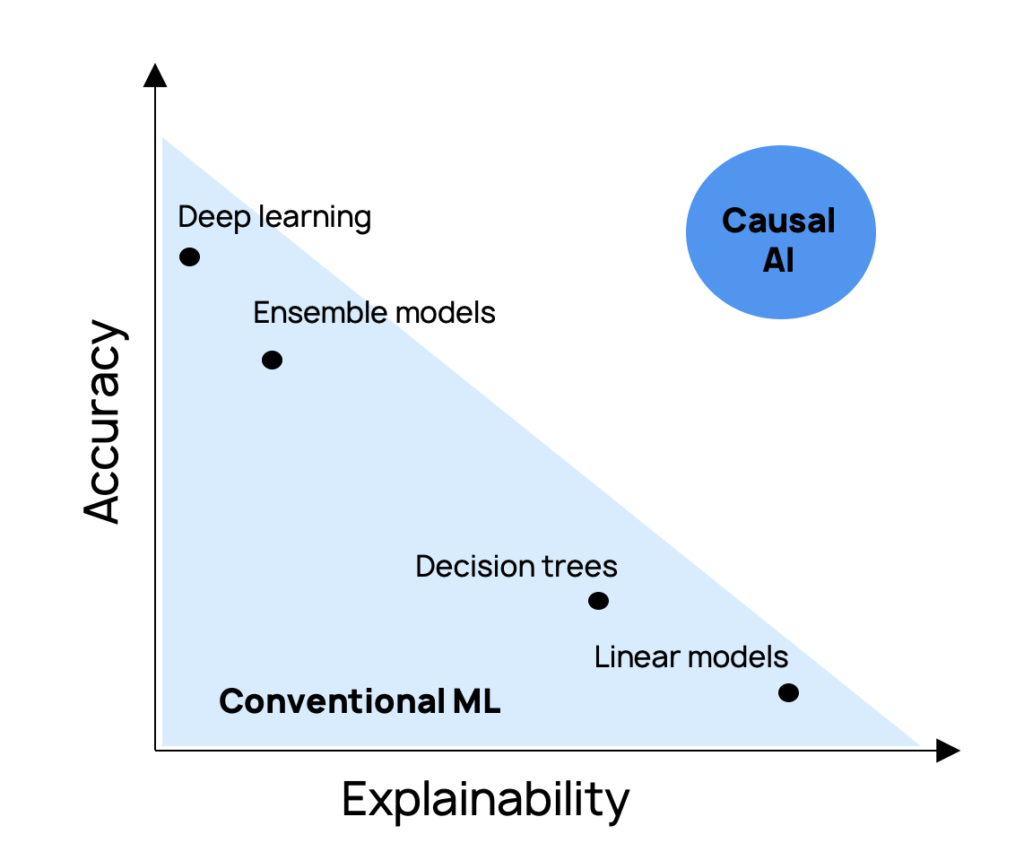 Deep learning
Causal
AI
Ensemble models
Accuracy
Decision trees
Linear models
Conventional ML
Explainability